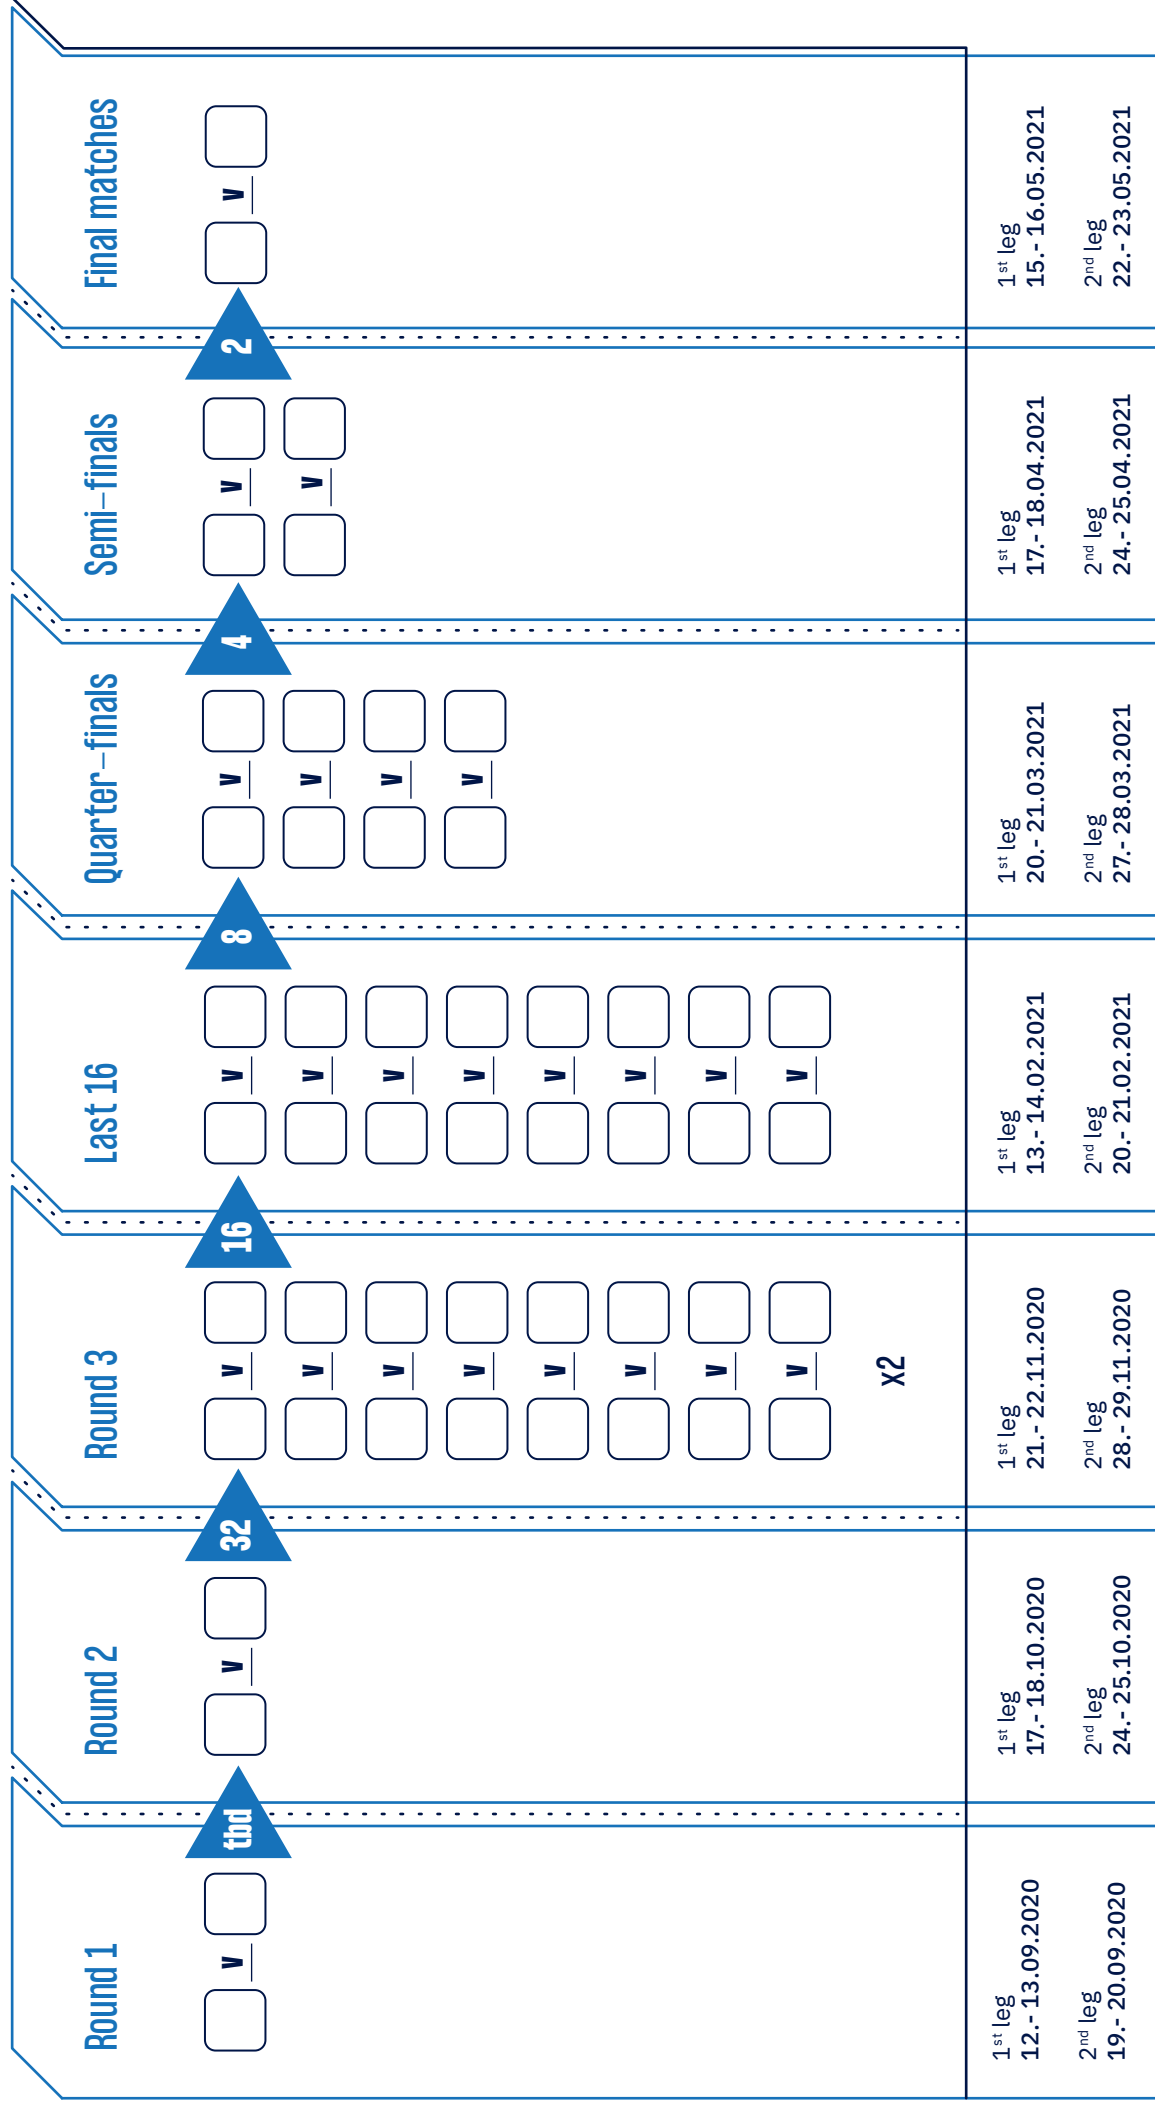 Round 1
v
1st leg
12.- 13.09.2020
2nd leg
19.- 20.09.2020
tbd
Round 2
v
1st leg
17.- 18.10.2020
2nd leg
24.- 25.10.2020
32
Round 3
v
v
v
v
v
v
v
v
x2
1st leg
21.- 22.11.2020
2nd leg
28.- 29.11.2020
16
Last 16
v
v
v
v
v
v
v
v
1st leg
13.- 14.02.2021
2nd leg
20.- 21.02.2021
8
Quarter-finals
v
v
v
v
1st leg
20.- 21.03.2021
2nd leg
27.- 28.03.2021
4
Semi-finals
v
v
1st leg
17.- 18.04.2021
2nd leg
24.- 25.04.2021
2
Final matches
v
1st leg
15.- 16.05.2021
2nd leg
22.- 23.05.2021